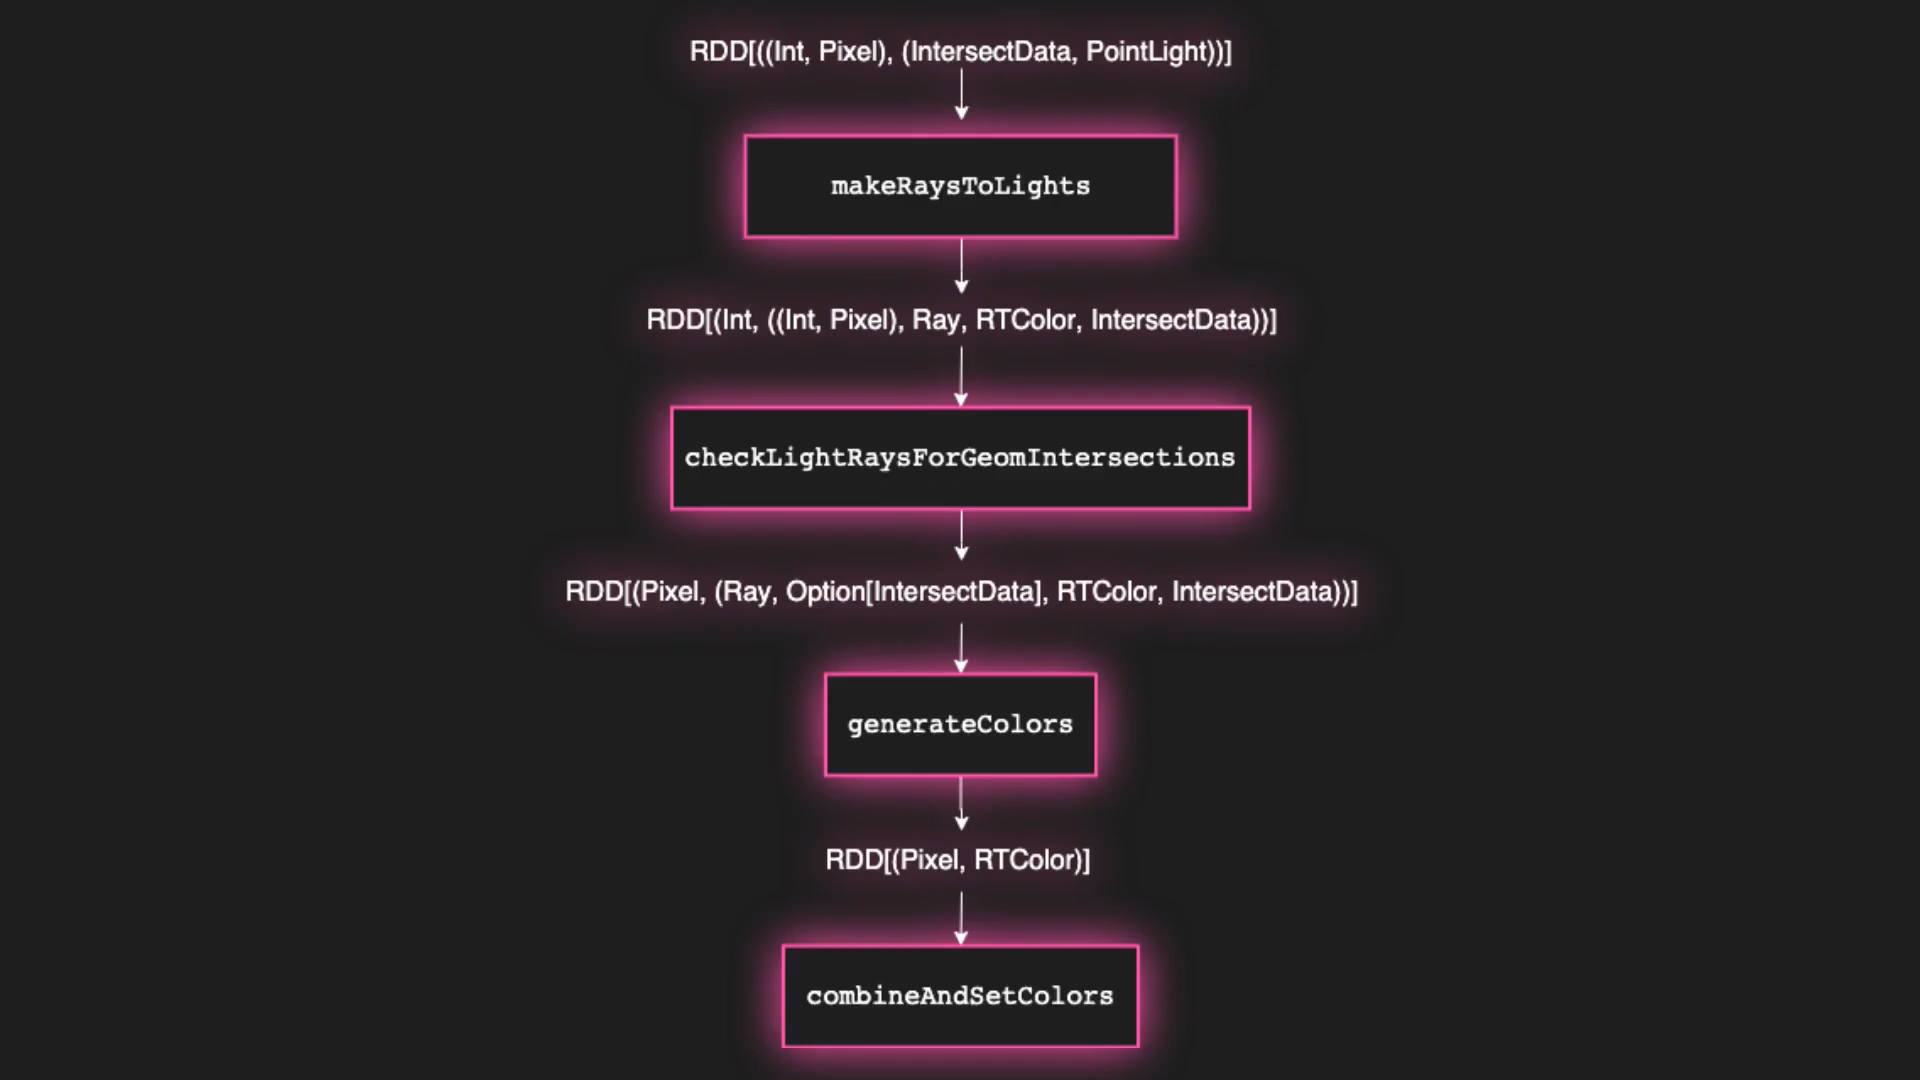 RDD[((Int, Pixel), (IntersectData, PointLight))]
makeRaysToLights
RDD[(Int, ((Int, Pixel), Ray, RTColor, IntersectData))]
checkLightRaysForGeomIntersections
RDD[(Pixel, (Ray, Option[IntersectData], RTColor, IntersectData))]
generateColors
RDD[(Pixel, RTColor)]
combineAndSetColors